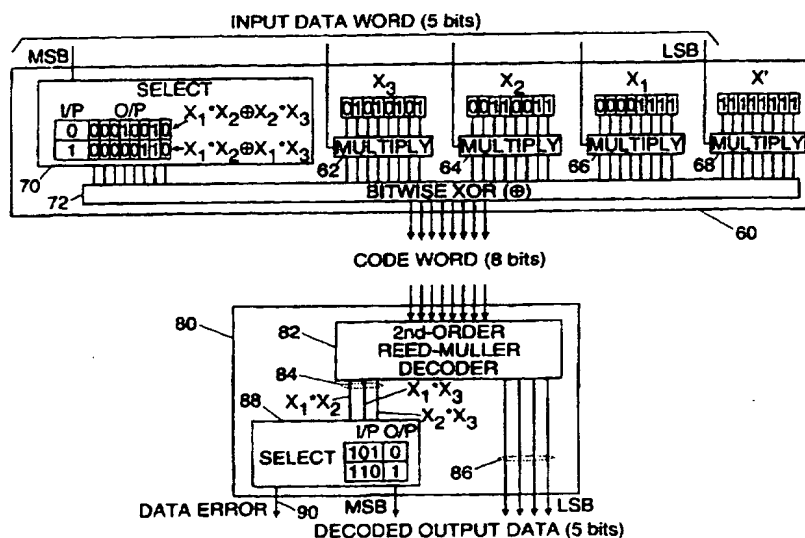 INPUT DATA WORD (5 bits)
MSB
LSB
SELECT
I/P O/P
0 00010010 X1*X2⊕X2*X3
1 00000110 X1*X2⊕X1*X3
70
X3
01010101
MULTIPLY
62
X2
00110011
MULTIPLY
64
X1
00001111
MULTIPLY
66
X'
11111111
MULTIPLY
68
72
BITWISE XOR (⊕)
60
CODE WORD (8 bits)
80
82
2nd-ORDER
REED-MULLER
DECODER
84
X1*X2
X1*X3
X2*X3
88
I/P O/P
SELECT
101 0
110 1
86
DATA ERROR
90
MSB
LSB
DECODED OUTPUT DATA (5 bits)